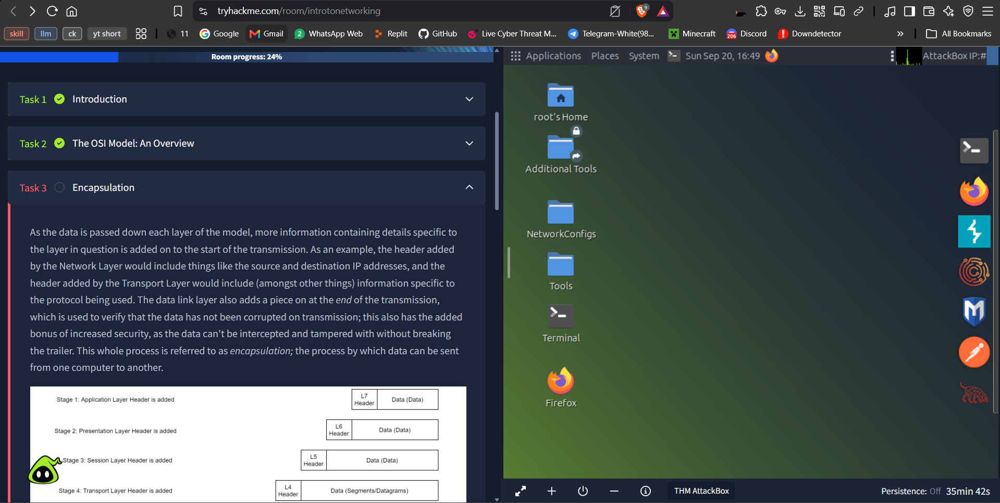 tryhackme.com/room/introtonetworking
9
skill
llm
ck
yt short
11
Google
Gmail
2
WhatsApp Web
Replit
GitHub
Live Cyber Threat M...
Telegram-White(98...
Minecraft
206
Discord
Downdetector
»
All Bookmarks
Room progress: 24%
Applications
Places
System
Sun Sep 20, 16:49
AttackBox IP:#
Task 1
Introduction
Task 2
The OSI Model: An Overview
Task 3
Encapsulation
As the data is passed down each layer of the model, more information containing details specific to
the layer in question is added on to the start of the transmission. As an example, the header added
by the Network Layer would include things like the source and destination IP addresses, and the
header added by the Transport Layer would include (amongst other things) information specific to
the protocol being used. The data link layer also adds a piece on at the end of the transmission,
which is used to verify that the data has not been corrupted on transmission; this also has the added
bonus of increased security, as the data can't be intercepted and tampered with without breaking
the trailer. This whole process is referred to as encapsulation; the process by which data can be sent
from one computer to another.
Stage 1: Application Layer Header is added
L7
Header
Data (Data)
Stage 2: Presentation Layer Header is added
L6
Header
Data (Data)
Stage 3: Session Layer Header is added
L5
Header
Data (Data)
Stage 4: Transport Layer Header is added
L4
Header
Data (Segments/Datagrams)
root's Home
Additional Tools
NetworkConfigs
Tools
Terminal
Firefox
THM AttackBox
Persistence: Off
35min 42s